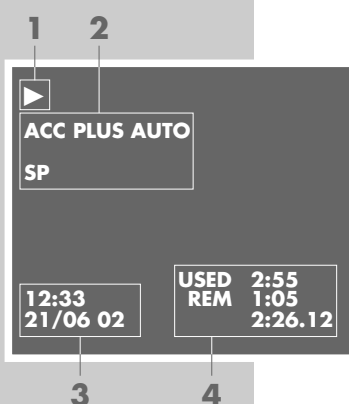 1 2
▶
ACC PLUS AUTO
SP
12:33
21/06 02
USED 2:55
REM 1:05
2:26.12
3 4